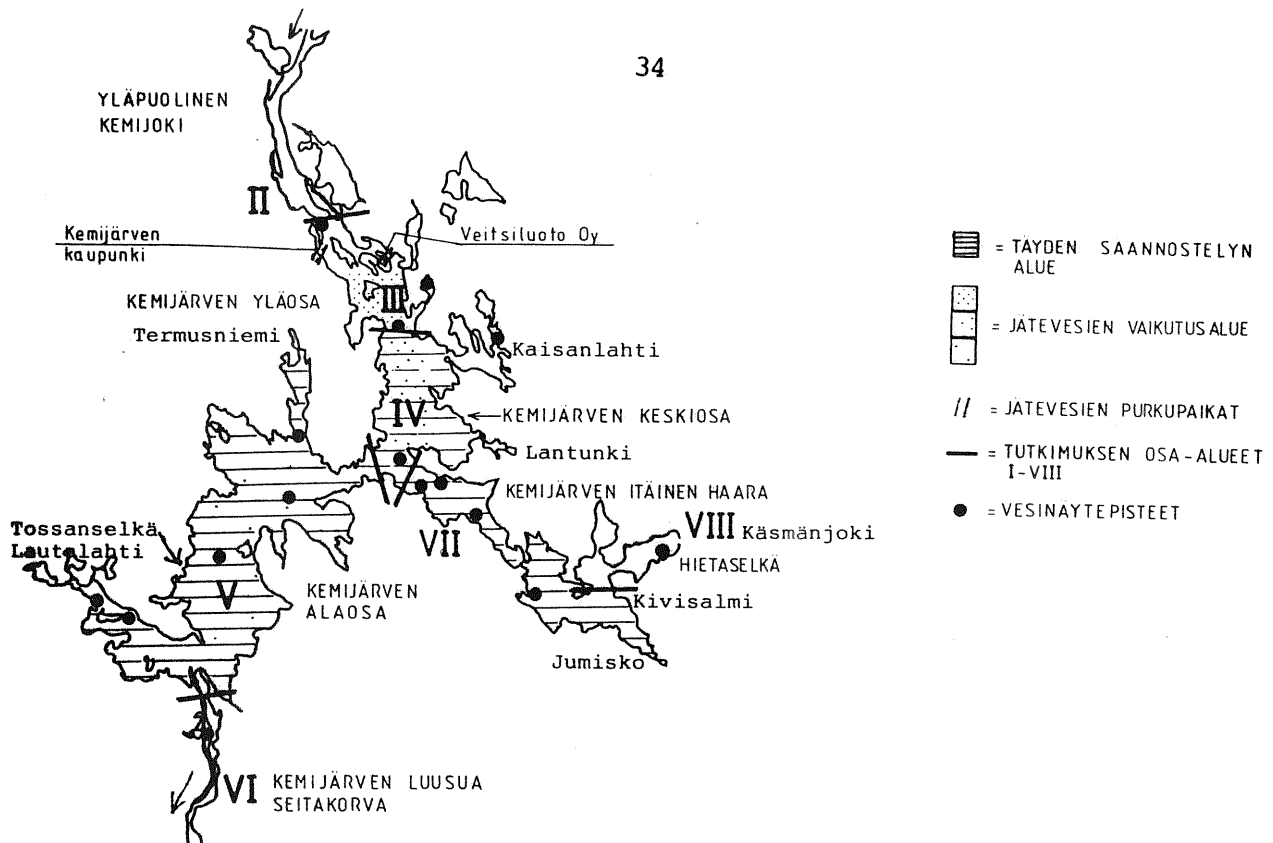 34
YLÄPUOLINEN
KEMIJOKI
II
Kemijärven
kaupunki
Veitsiluoto Oy
KEMIJÄRVEN YLÄOSA
III
Termusniemi
Kaisanlahti
IV
KEMIJÄRVEN KESKIOSA
Lantunki
KEMIJÄRVEN ITÄINEN HAARA
VII
VIII Käsmänjoki
HIETASELKÄ
Tossanselkä
Lautalahti
V
KEMIJÄRVEN
ALAOSA
Kivisalmi
Jumisko
VI KEMIJÄRVEN LUUSUA
SEITAKORVA
= TÄYDEN SAANNOSTELYN
ALUE
= JÄTEVESIEN VAIKUTUSALUE
// = JÄTEVESIEN PURKUPAIKAT
= TUTKIMUKSEN OSA-ALUEET
I-VIII
= VESINÄYTEPISTEET